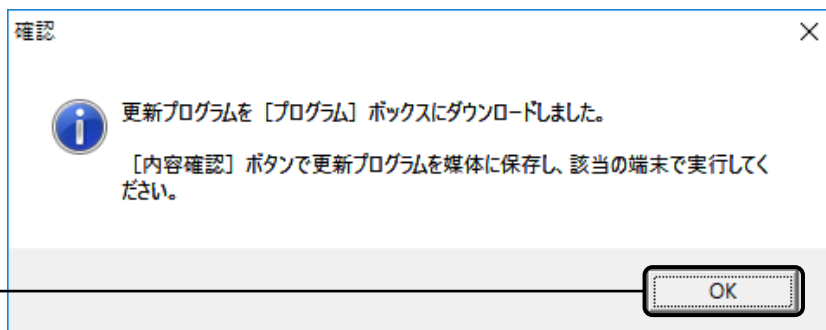 確認
更新プログラムを［プログラム］ボックスにダウンロードしました。
［内容確認］ボタンで更新プログラムを媒体に保存し、該当の端末で実行してく
ださい。
OK